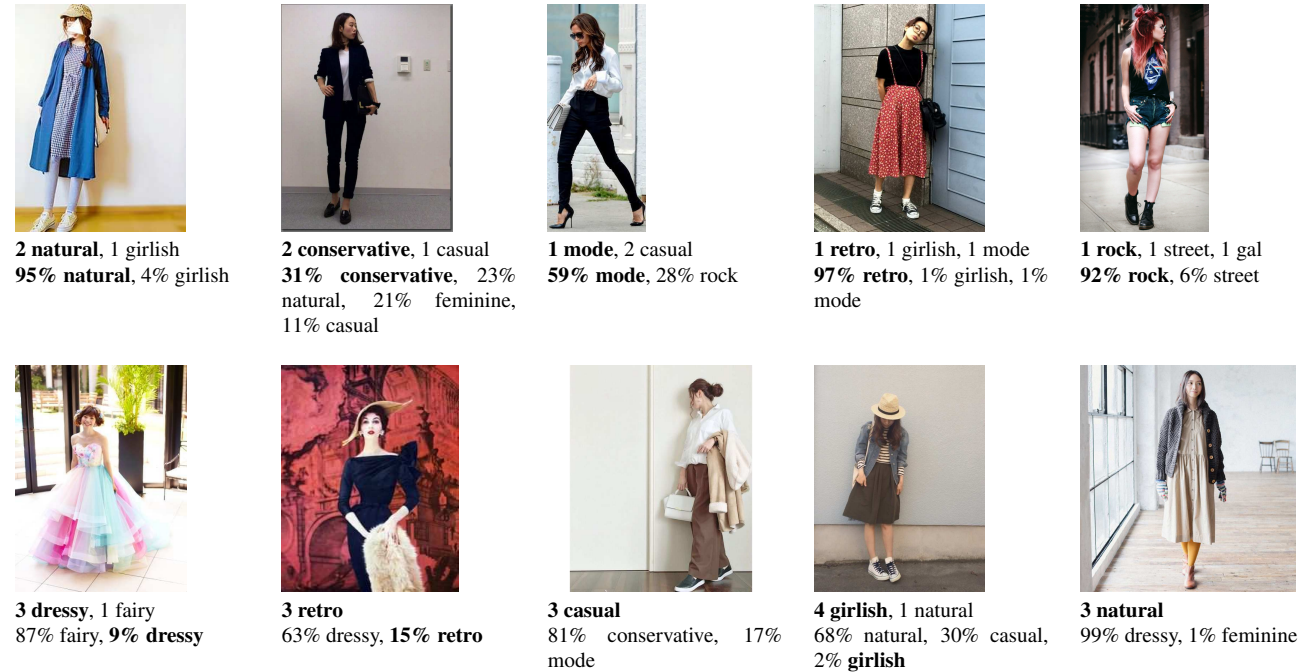 2 natural, 1 girlish
95% natural, 4% girlish
2 conservative, 1 casual
31% conservative, 23%
natural, 21% feminine,
11% casual
1 mode, 2 casual
59% mode, 28% rock
1 retro, 1 girlish, 1 mode
97% retro, 1% girlish, 1%
mode
1 rock, 1 street, 1 gal
92% rock, 6% street
3 dressy, 1 fairy
87% fairy, 9% dressy
3 retro
63% dressy, 15% retro
3 casual
81% conservative, 17%
mode
4 girlish, 1 natural
68% natural, 30% casual,
2% girlish
3 natural
99% dressy, 1% feminine